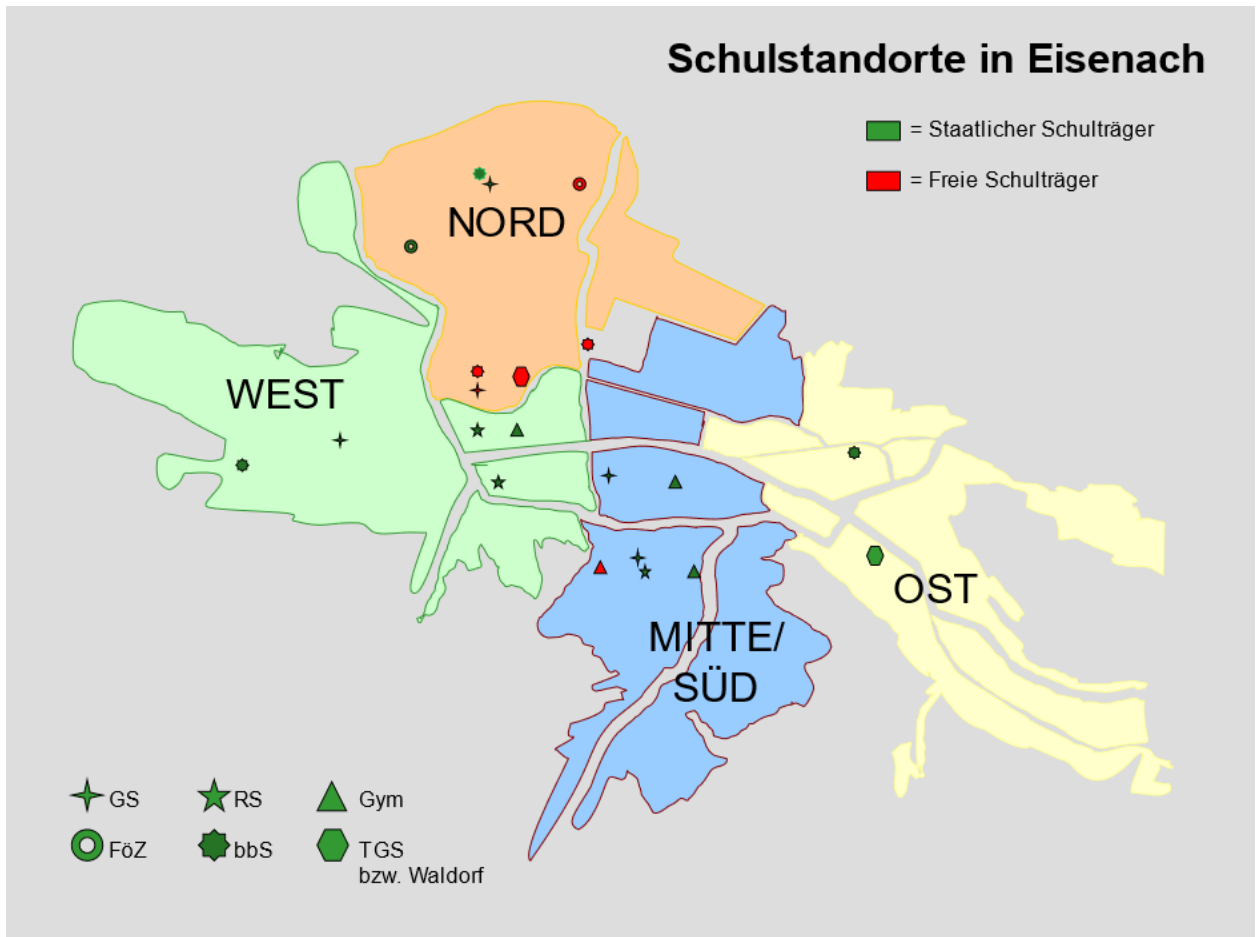 Schulstandorte in Eisenach
= Staatlicher Schulträger
= Freie Schulträger
NORD
WEST
OST
MITTE/
SÜD
GS
RS
Gym
FöZ
bbS
TGS
bzw. Waldorf